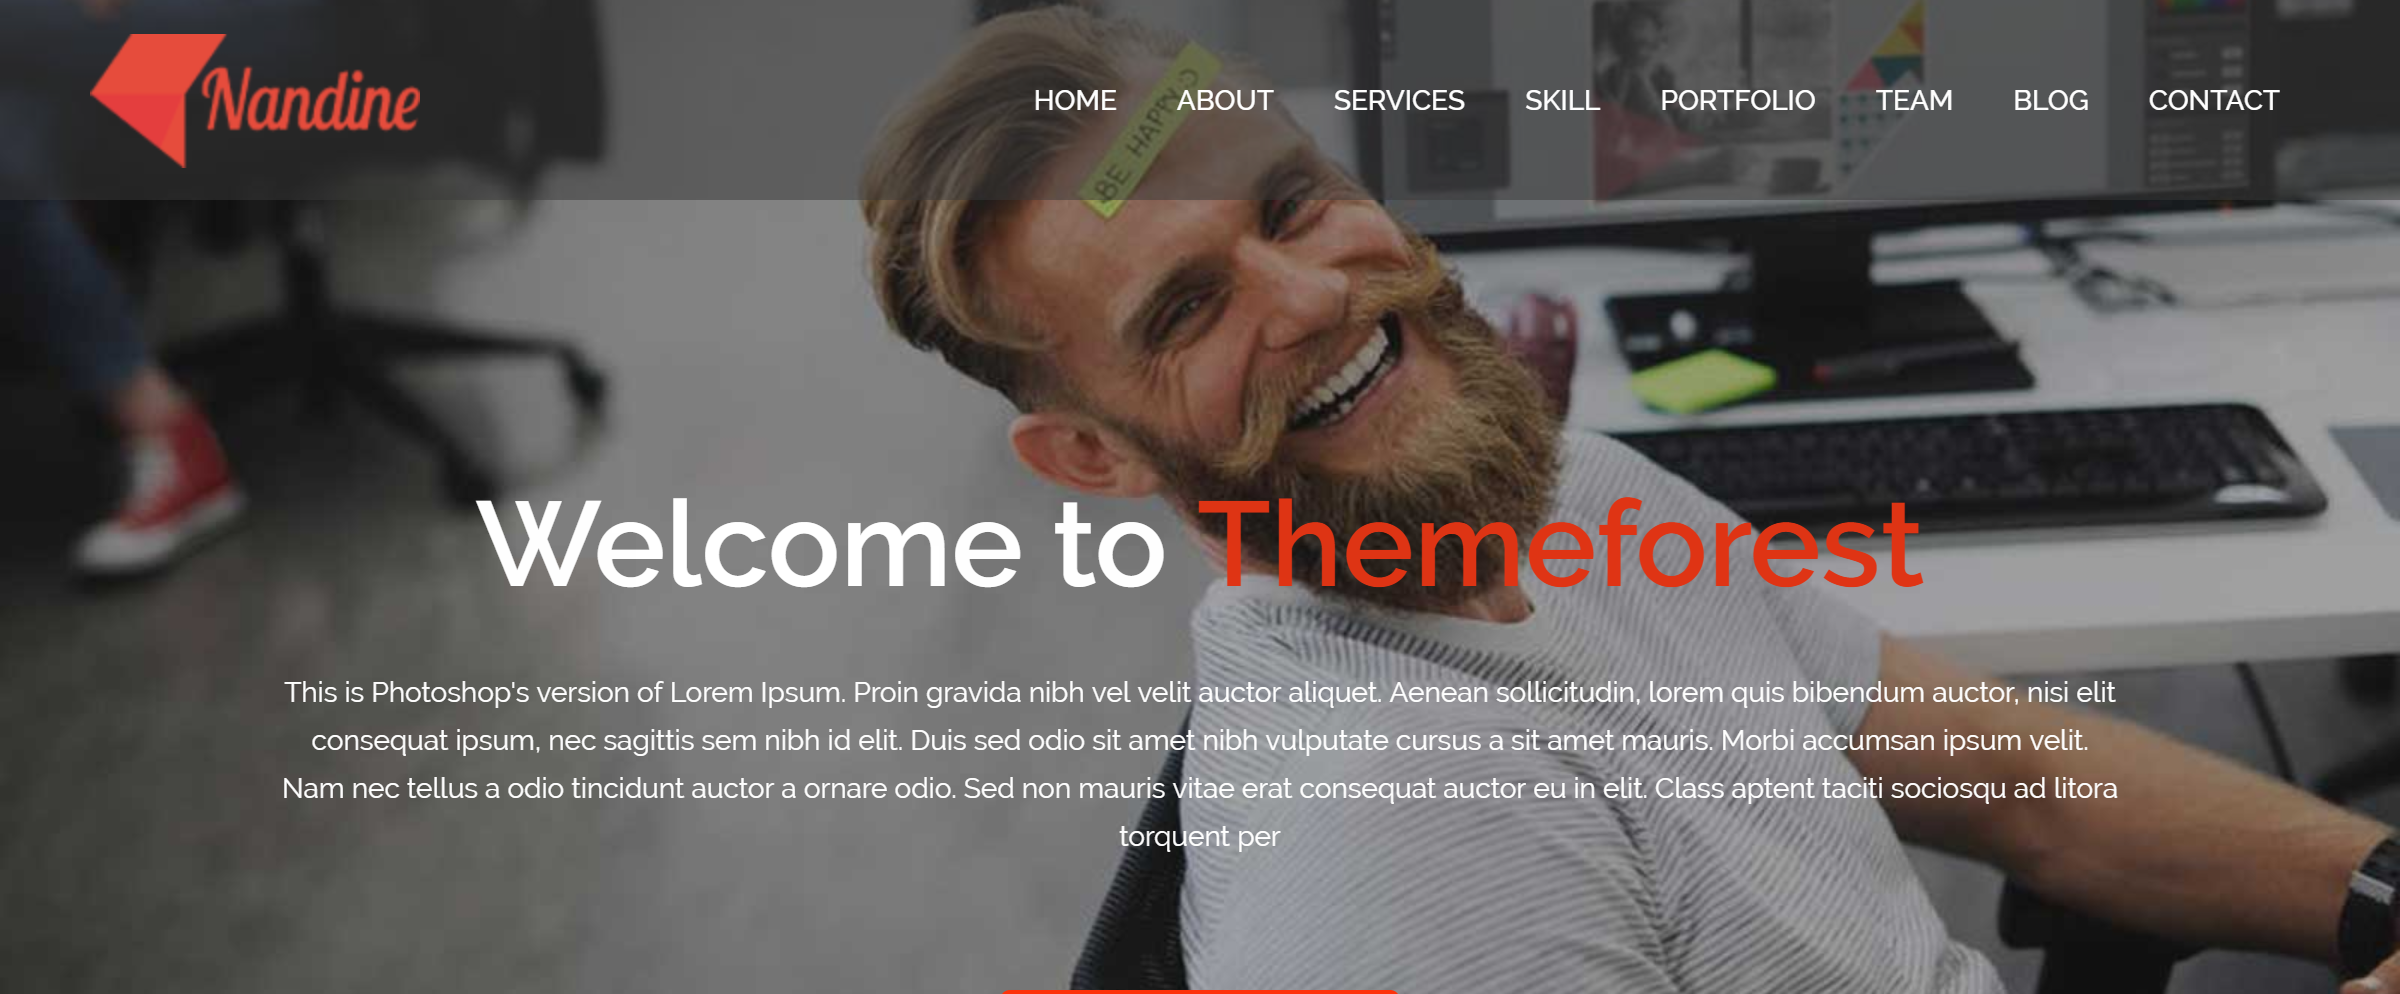 Nandine
HOME ABOUT SERVICES SKILL PORTFOLIO TEAM BLOG CONTACT
BE HAPPY
Welcome to Themeforest
This is Photoshop's version of Lorem Ipsum. Proin gravida nibh vel velit auctor aliquet. Aenean sollicitudin, lorem quis bibendum auctor, nisi elit
consequat ipsum, nec sagittis sem nibh id elit. Duis sed odio sit amet nibh vulputate cursus a sit amet mauris. Morbi accumsan ipsum velit.
Nam nec tellus a odio tincidunt auctor a ornare odio. Sed non mauris vitae erat consequat auctor eu in elit. Class aptent taciti sociosqu ad litora
torquent per